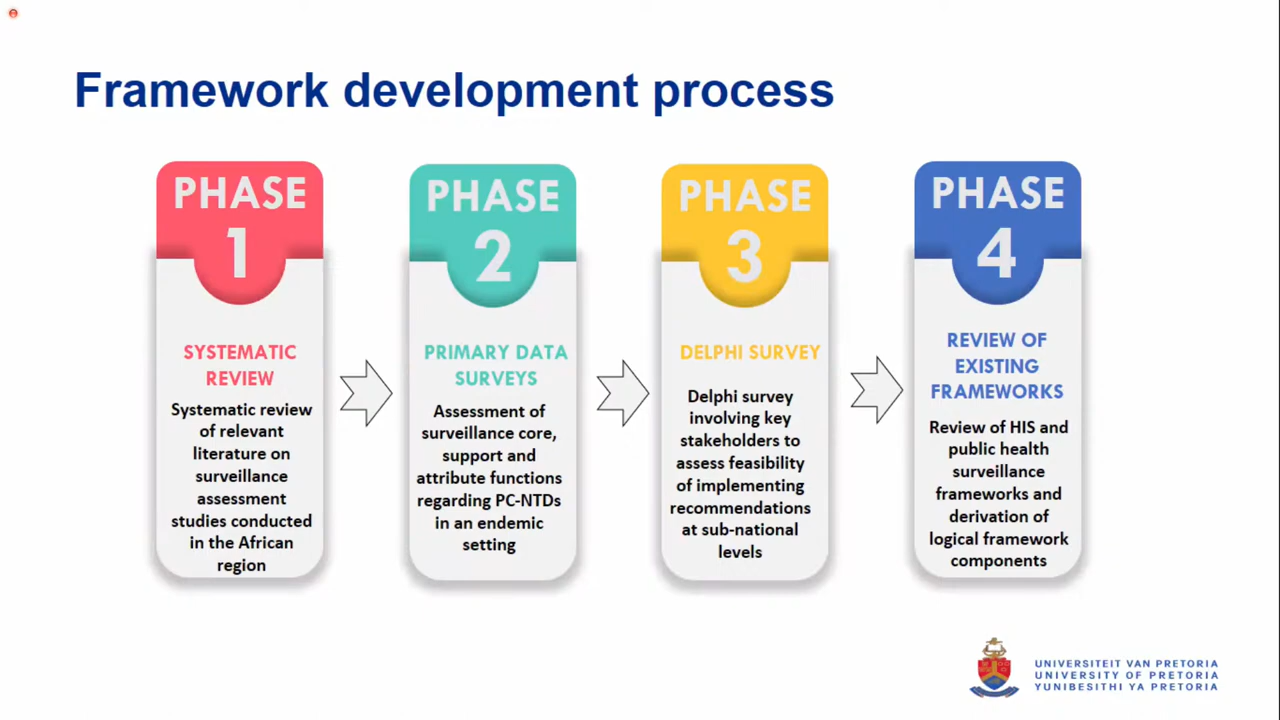 Framework development process
PHASE
1
SYSTEMATIC
REVIEW
Systematic review
of relevant
literature on
surveillance
assessment
studies conducted
in the African
region
PHASE
2
PRIMARY DATA
SURVEYS
Assessment of
surveillance core,
support and
attribute functions
regarding PC-NTDs
in an endemic
setting
PHASE
3
DELPHI SURVEY
Delphi survey
involving key
stakeholders to
assess feasibility
of implementing
recommendations
at sub-national
levels
PHASE
4
REVIEW OF
EXISTING
FRAMEWORKS
Review of HIS and
public health
surveillance
frameworks and
derivation of
logical framework
components
UNIVERSITEIT VAN PRETORIA
UNIVERSITY OF PRETORIA
YUNIBESITHI YA PRETORIA